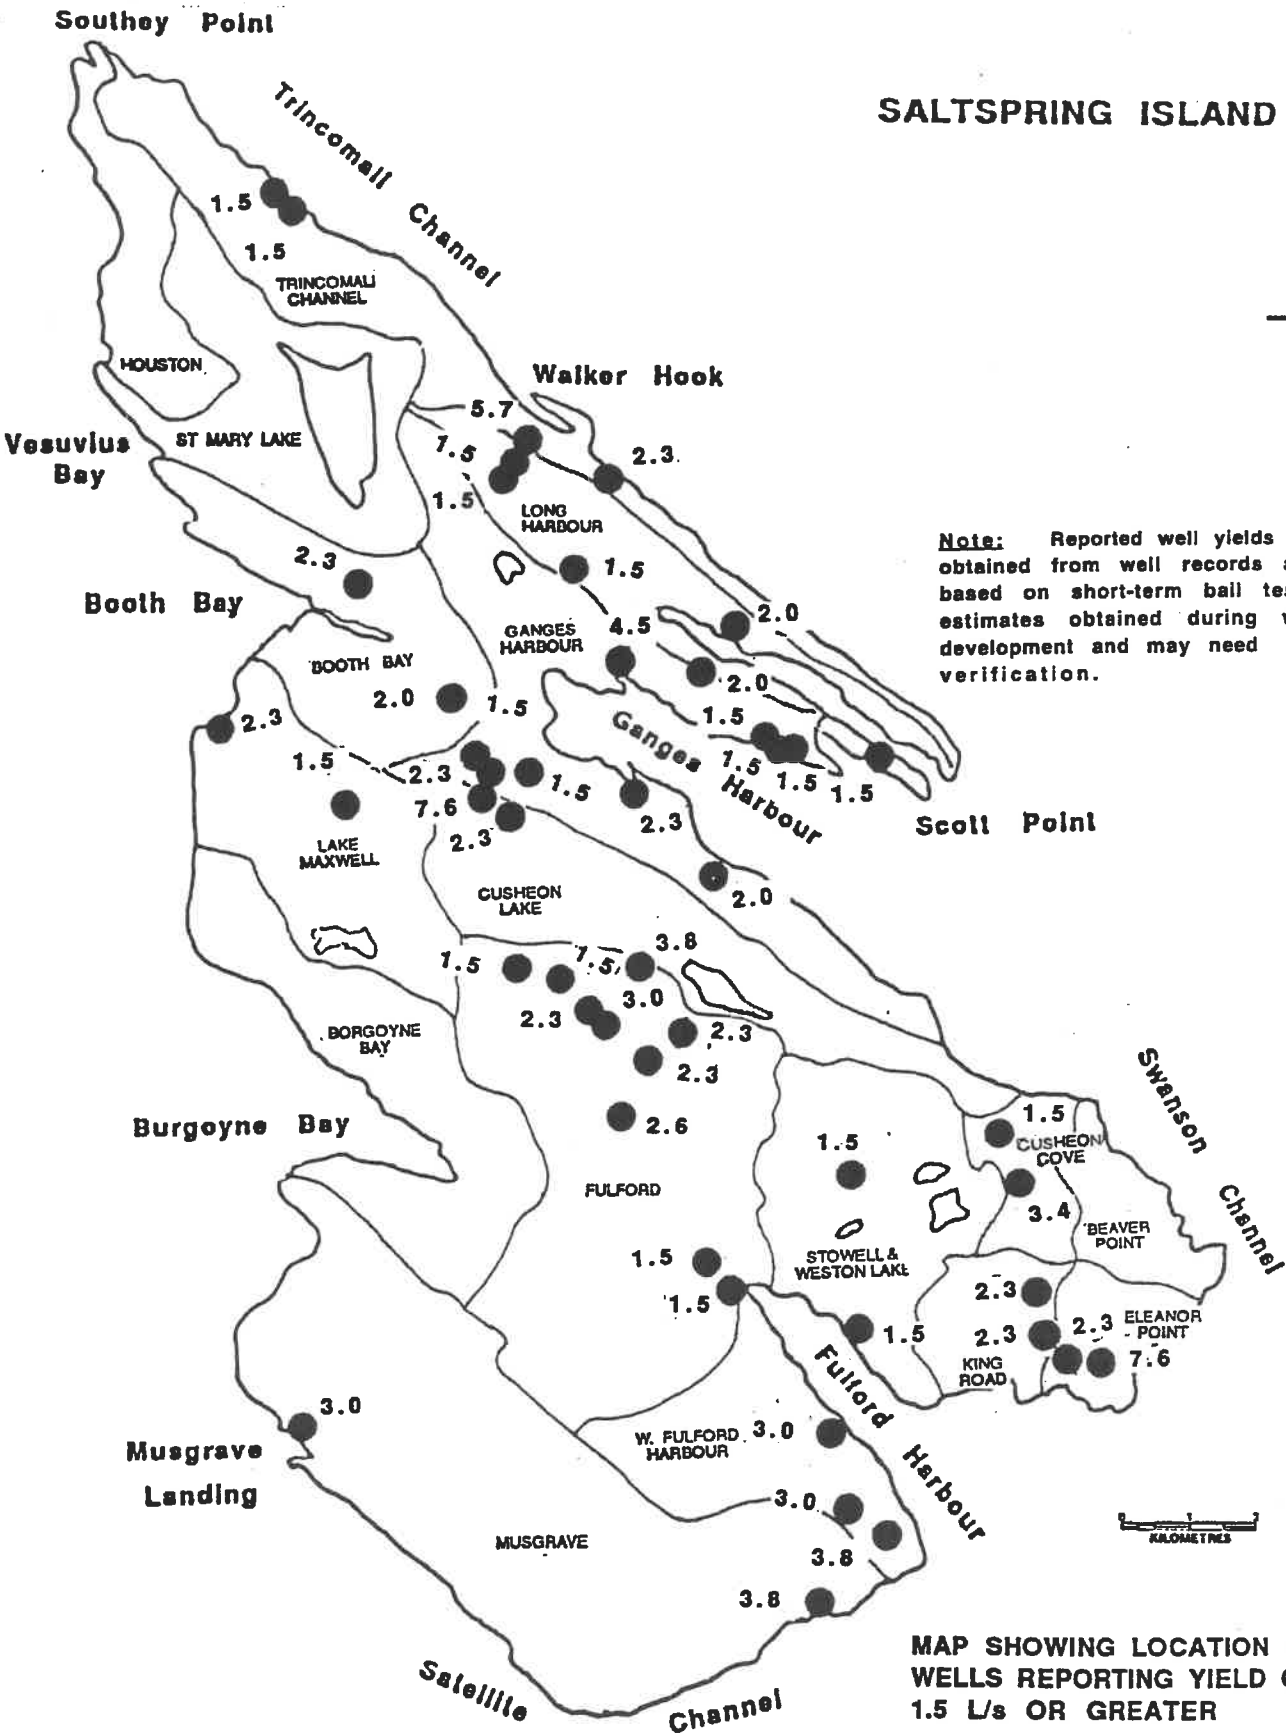 Southey Point
SALTSPRING ISLAND
Trincomali Channel
1.5
1.5
TRINCOMALI
CHANNEL
HOUSTON
Walker Hook
5.7
Vesuvius
Bay
ST MARY LAKE
1.5
2.3
1.5
LONG
HARBOUR
Note: Reported well yields
obtained from well records
based on short-term bail
estimates obtained during
development and may need
verification.
2.3
1.5
Booth Bay
2.0
4.5
GANGES
HARBOUR
BOOTH BAY
2.0
2.0
1.5
1.5
2.3
Ganges Harbour
1.5
2.3
1.5
1.5
1.5
1.5
7.6
2.3
2.3
Scott Point
LAKE
MAXWELL
CUSHEON
LAKE
2.0
3.8
1.5
1.5
3.0
2.3
2.3
BORGOYNE
BAY
2.3
Swanson Channel
Burgoyne Bay
2.6
1.5
1.5
CUSHEON
COVE
FULFORD
3.4
BEAVER
POINT
1.5
STOWELL &
WESTON LAKE
1.5
2.3
1.5
2.3
2.3
ELEANOR
POINT
KING
ROAD
7.6
Fulford Harbour
3.0
W. FULFORD
HARBOUR
3.0
Musgrave
Landing
3.0
MUSGRAVE
3.8
0 1 2
KILOMETRES
3.8
Satellite Channel
MAP SHOWING LOCATION
WELLS REPORTING YIELD
1.5 L/s OR GREATER